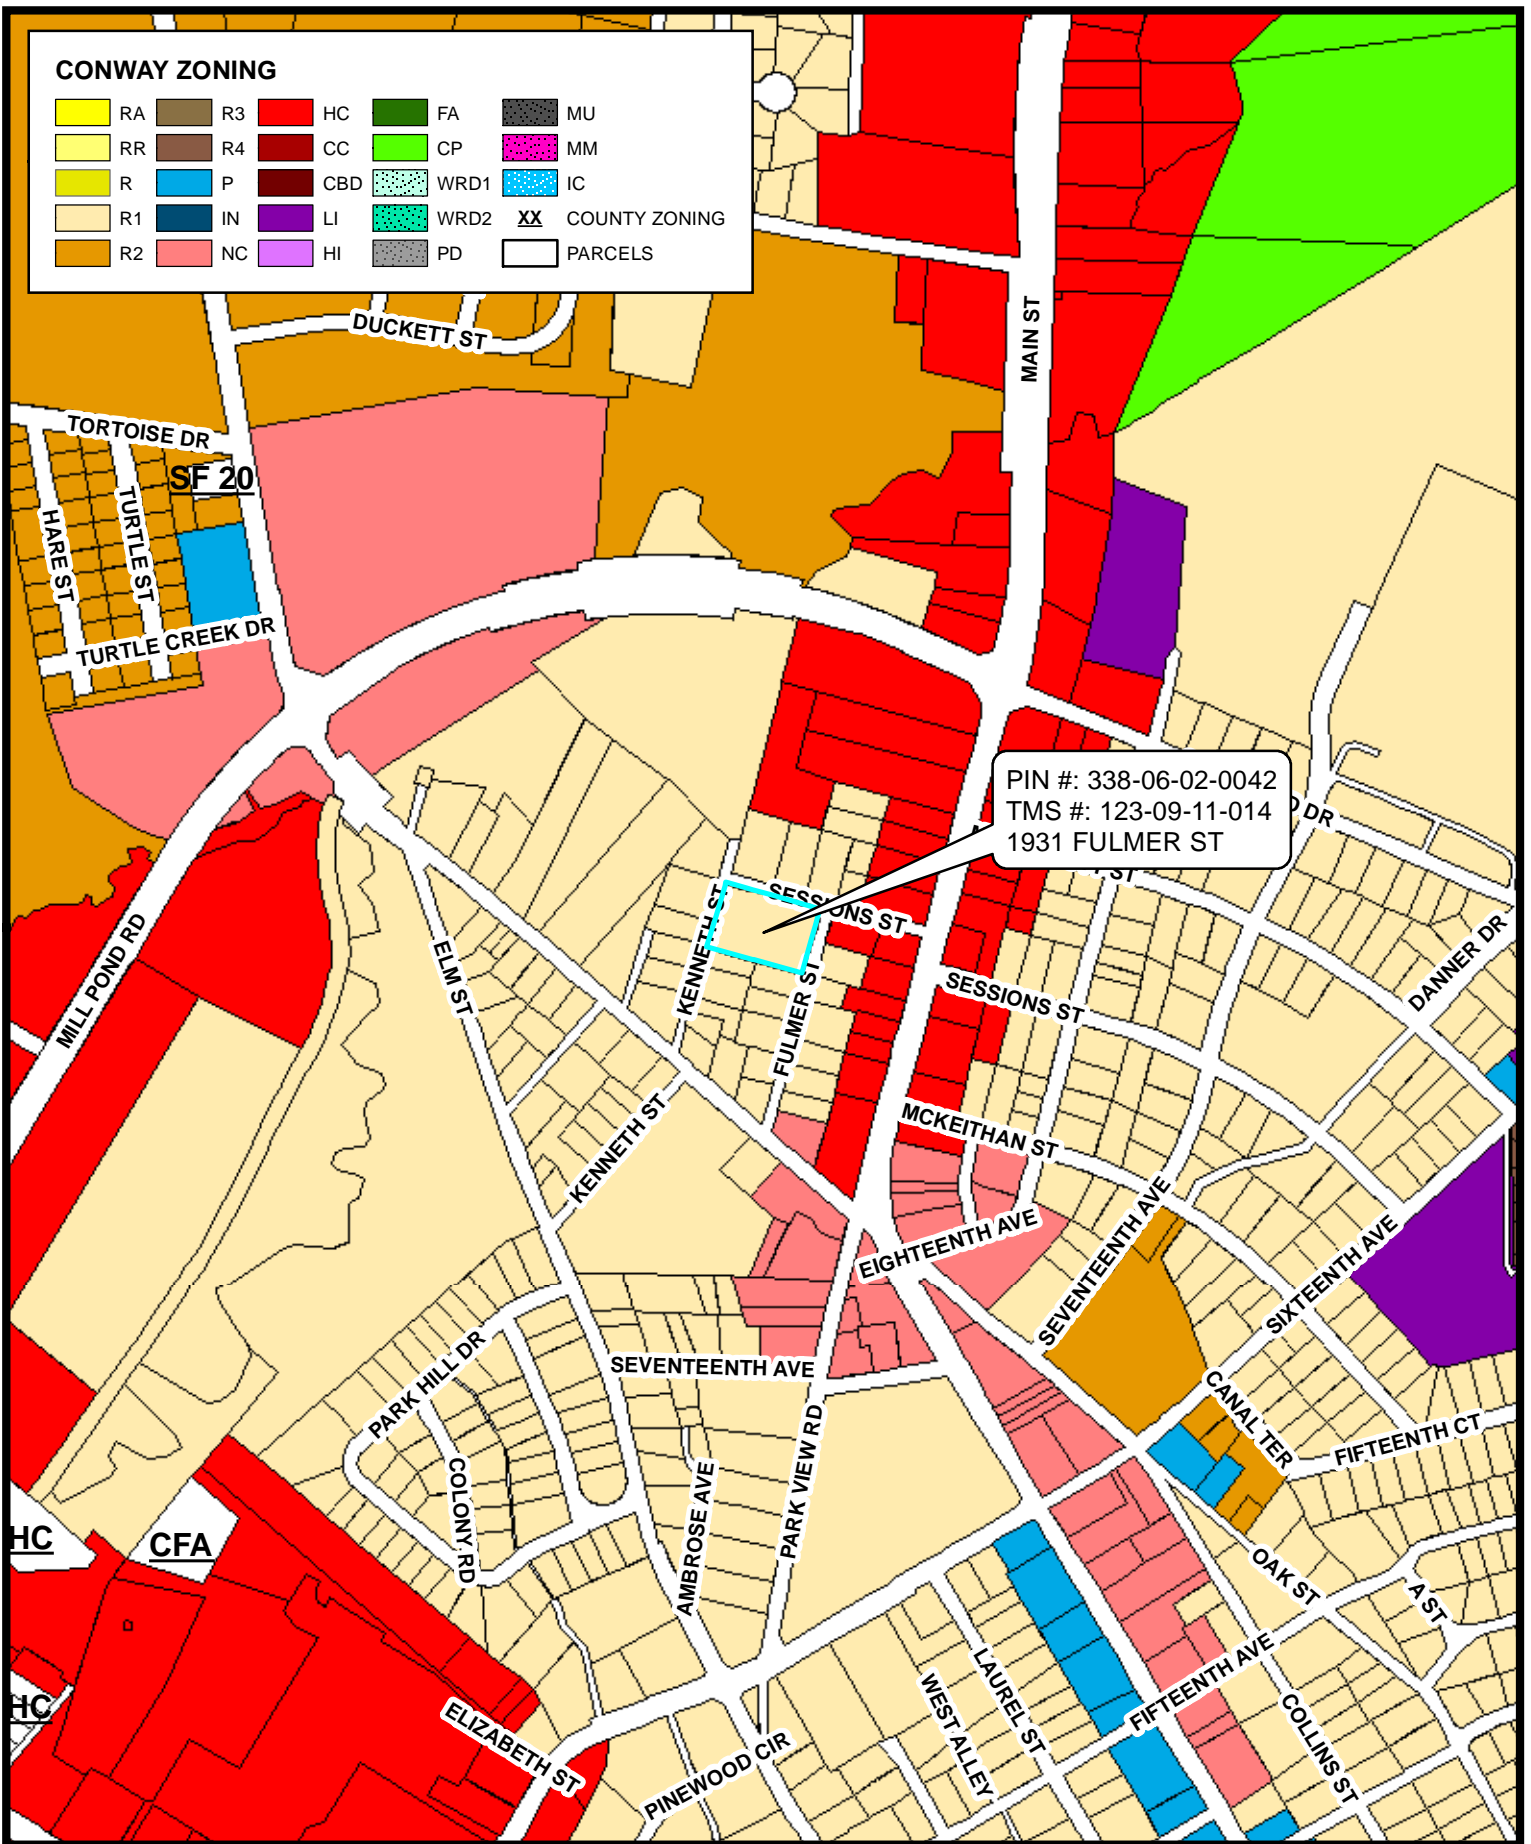 CONWAY ZONING
RA
R3
HC
FA
MU
RR
R4
CC
CP
MM
R
P
CBD
WRD1
IC
R1
IN
LI
WRD2
XX
COUNTY ZONING
R2
NC
HI
PD
PARCELS
DUCKETT ST
MAIN ST
TORTOISE DR
SF 20
HARE ST
TURTLE ST
TURTLE CREEK DR
PIN #: 338-06-02-0042
TMS #: 123-09-11-014
1931 FULMER ST
DR
ST
SESSIONS ST
KENNETH ST
MILL POND RD
ELM ST
DANNER DR
SESSIONS ST
FULMER ST
MCKEITHAN ST
KENNETH ST
EIGHTEENTH AVE
SEVENTEENTH AVE
SIXTEENTH AVE
PARK HILL DR
SEVENTEENTH AVE
CANAL TER
FIFTEENTH CT
COLONY RD
AMBROSE AVE
PARK VIEW RD
HC
CFA
OAK ST
A ST
HC
ELIZABETH ST
PINEWOOD CIR
WEST ALLEY
LAUREL ST
FIFTEENTH AVE
COLLINS ST